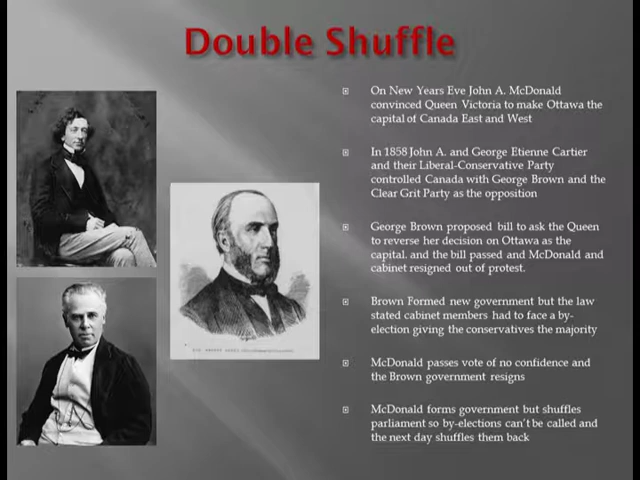 Double Shuffle
On New Years Eve John A. McDonald
convinced Queen Victoria to make Ottawa the
capital of Canada East and West
In 1858 John A. and George Etienne Cartier
and their Liberal-Conservative Party
controlled Canada with George Brown and the
Clear Grit Party as the opposition
George Brown proposed bill to ask the Queen
to reverse her decision on Ottawa as the
capital. and the bill passed and McDonald and
cabinet resigned out of protest.
Brown Formed new government but the law
stated cabinet members had to face a by-
election giving the conservatives the majority
McDonald passes vote of no confidence and
the Brown government resigns
McDonald forms government but shuffles
parliament so by-elections can't be called and
the next day shuffles them back